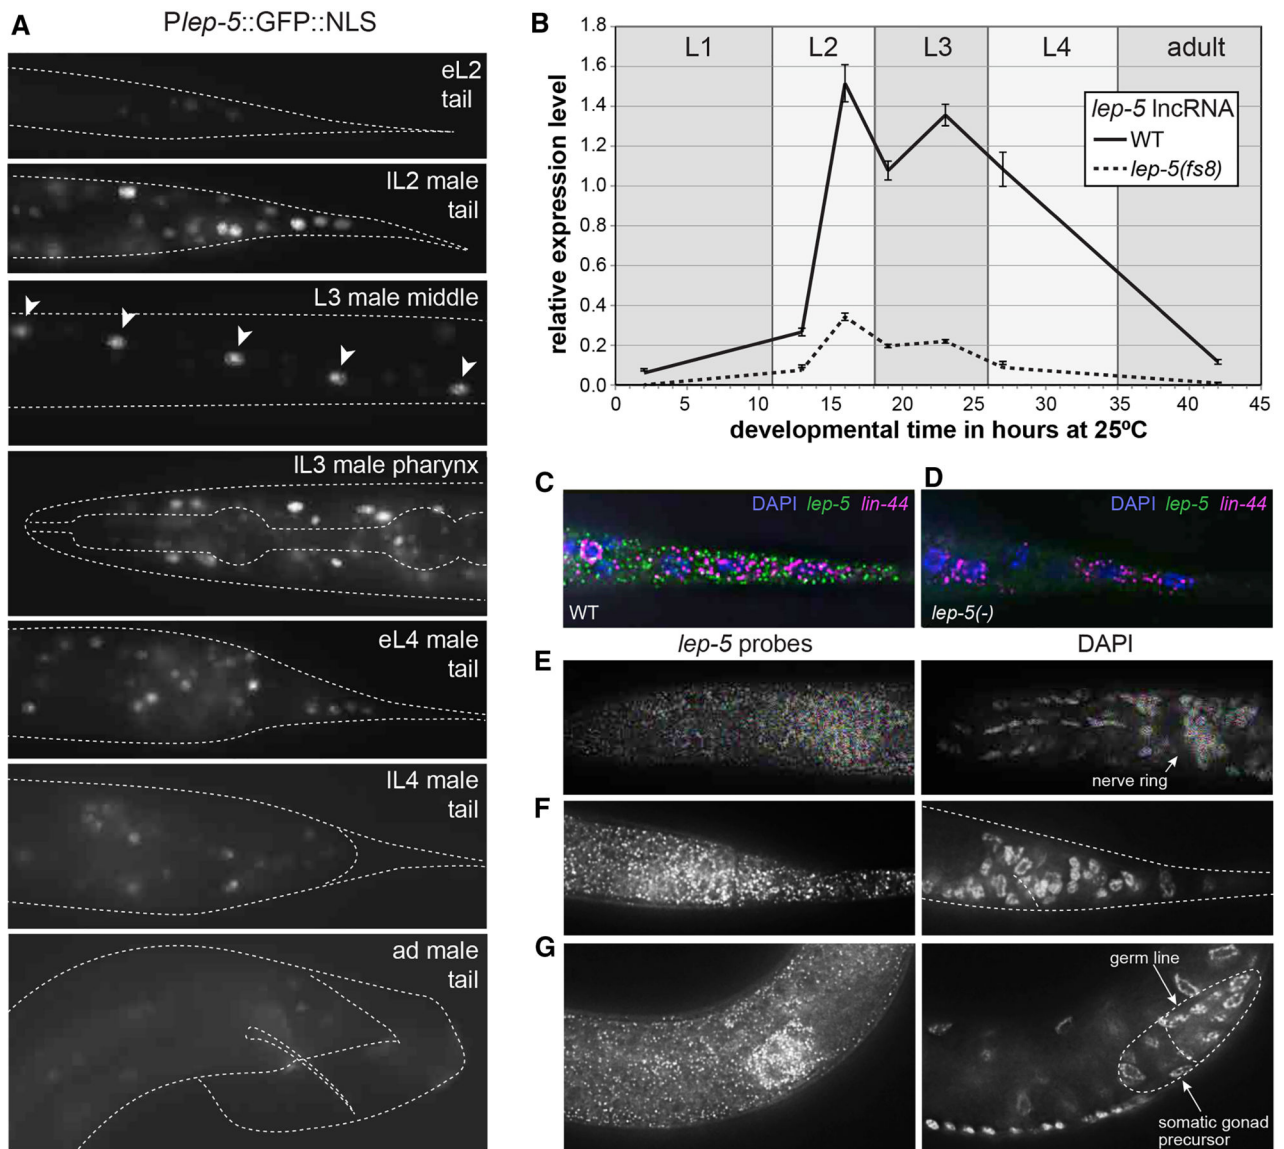 A
Plep-5::GFP::NLS
eL2
tail
lL2 male
tail
L3 male middle
lL3 male pharynx
eL4 male
tail
lL4 male
tail
ad male
tail
B
1.8
1.6
1.4
1.2
1.0
0.8
0.6
0.4
0.2
0.0
relative expression level
L1
L2
L3
L4
adult
lep-5 lncRNA
WT
lep-5(fs8)
0 5 10 15 20 25 30 35 40 45
developmental time in hours at 25ºC
C
DAPI lep-5 lin-44
WT
D
DAPI lep-5 lin-44
lep-5(-)
lep-5 probes
DAPI
E
nerve ring
F
G
germ line
somatic gonad
precursor